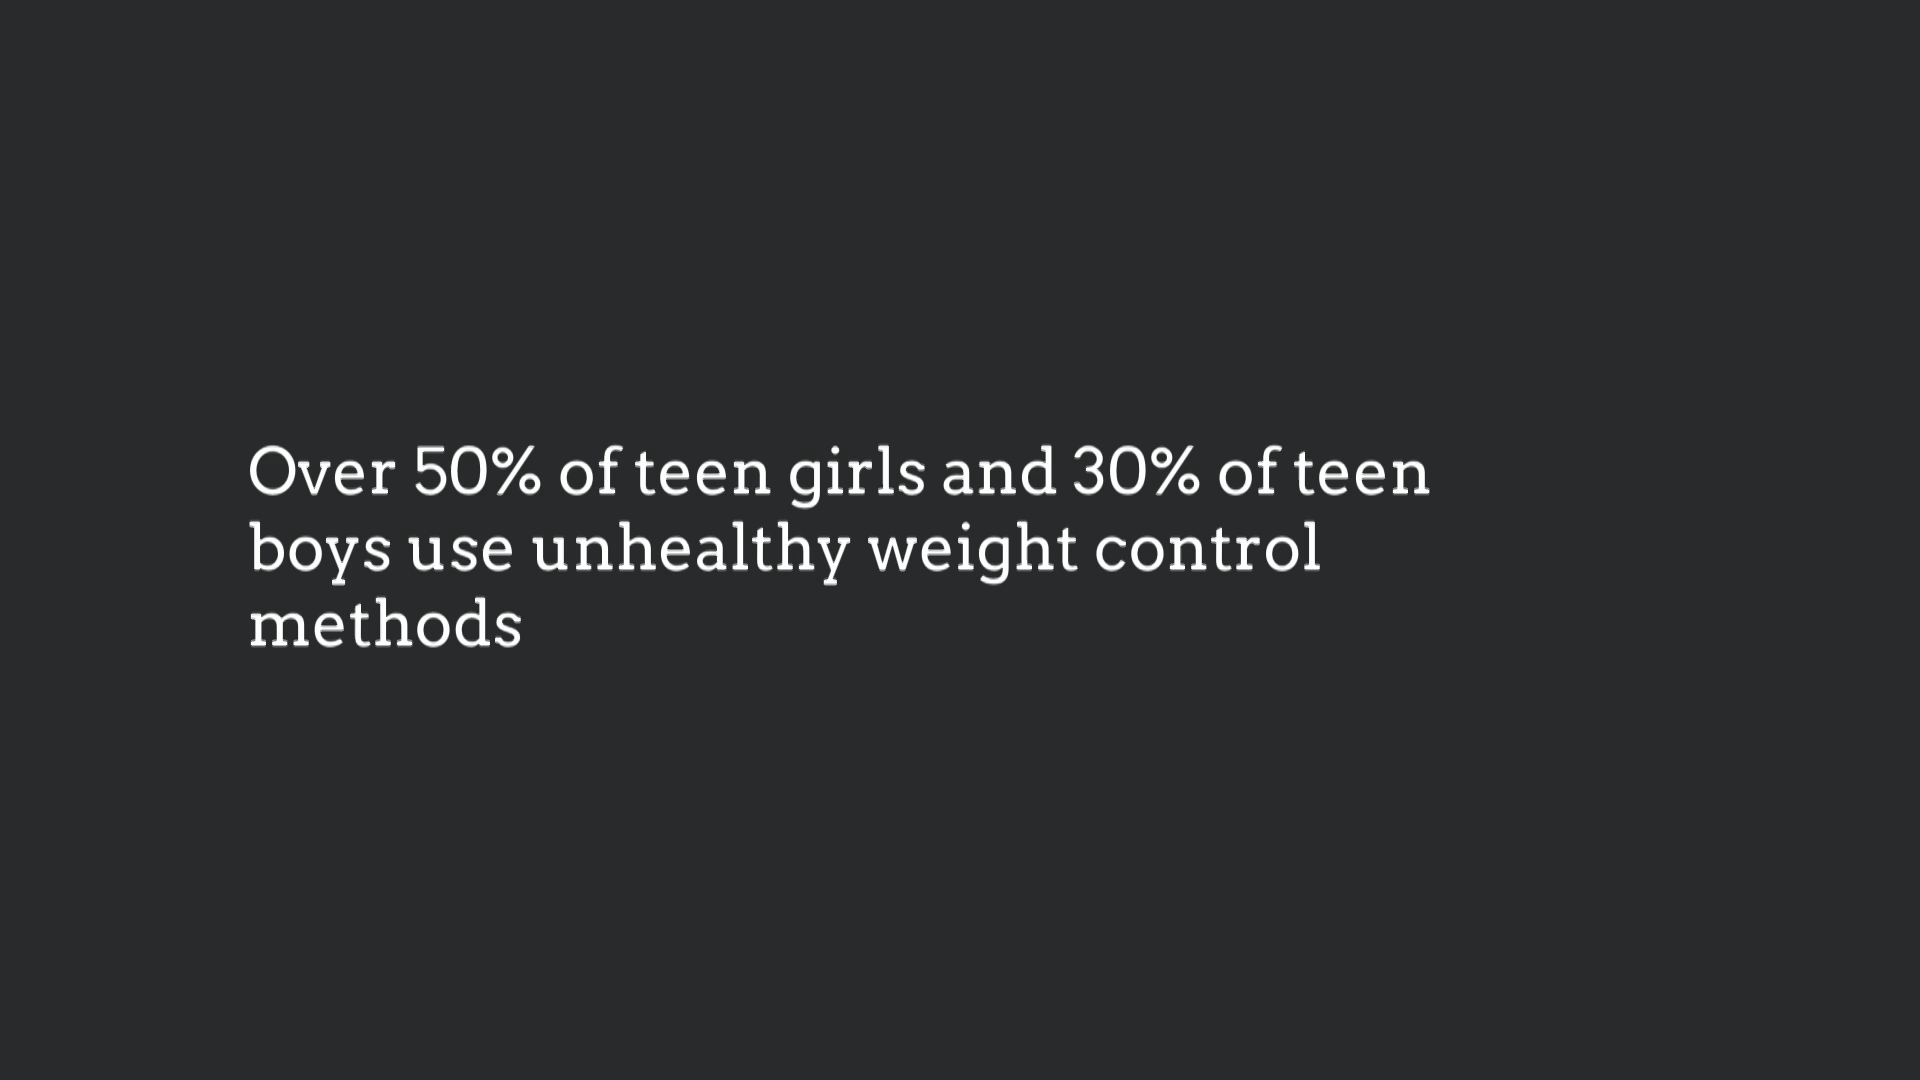 Over 50% of teen girls and 30% of teen
boys use unhealthy weight control
methods